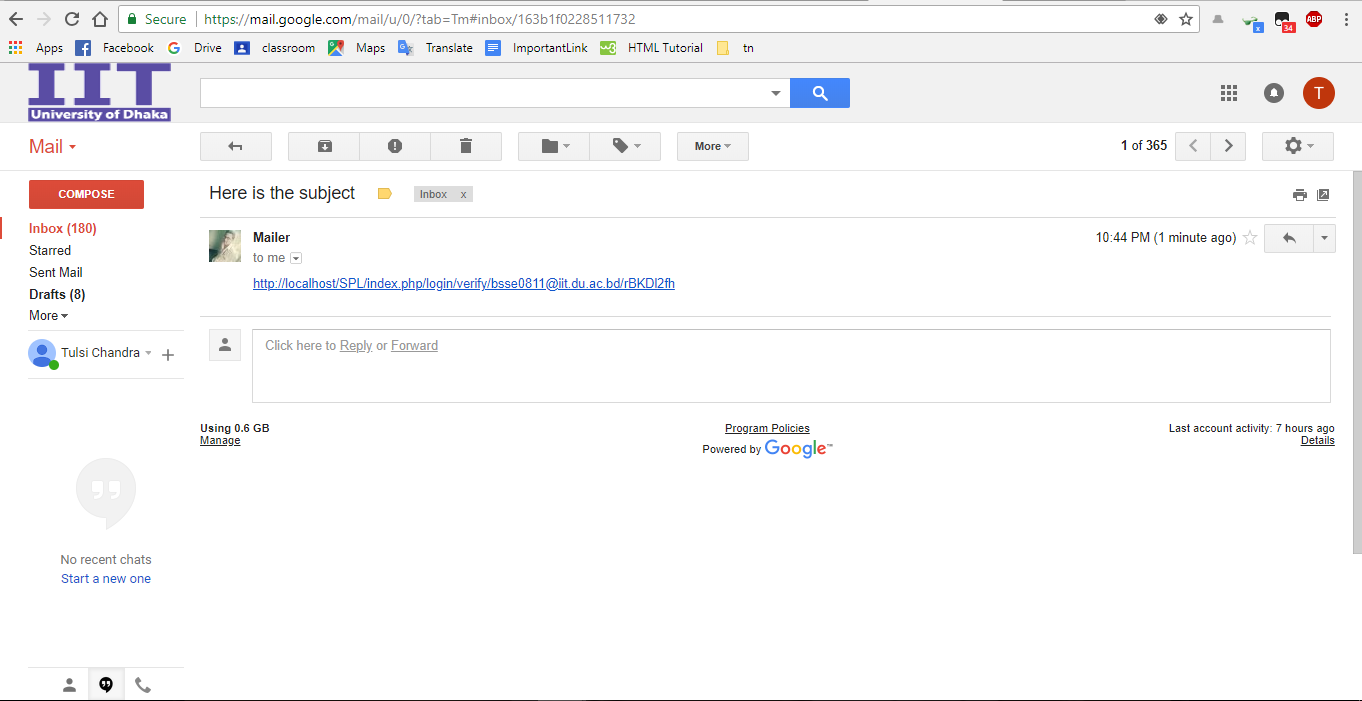 Secure https://mail.google.com/mail/u/0/?tab=Tm#inbox/163b1f0228511732
x 34 ABP
Apps Facebook Drive classroom Maps Translate ImportantLink HTML Tutorial tn
IIT
University of Dhaka
T
Mail
More
1 of 365
COMPOSE
Here is the subject Inbox x
Inbox (180)
Starred
Sent Mail
Drafts (8)
More
Mailer 10:44 PM (1 minute ago)
to me
http://localhost/SPL/index.php/login/verify/bsse0811@iit.du.ac.bd/rBKDl2fh
Tulsi Chandra
Click here to Reply or Forward
Using 0.6 GB
Manage
Program Policies
Powered by Google™
Last account activity: 7 hours ago
Details
No recent chats
Start a new one